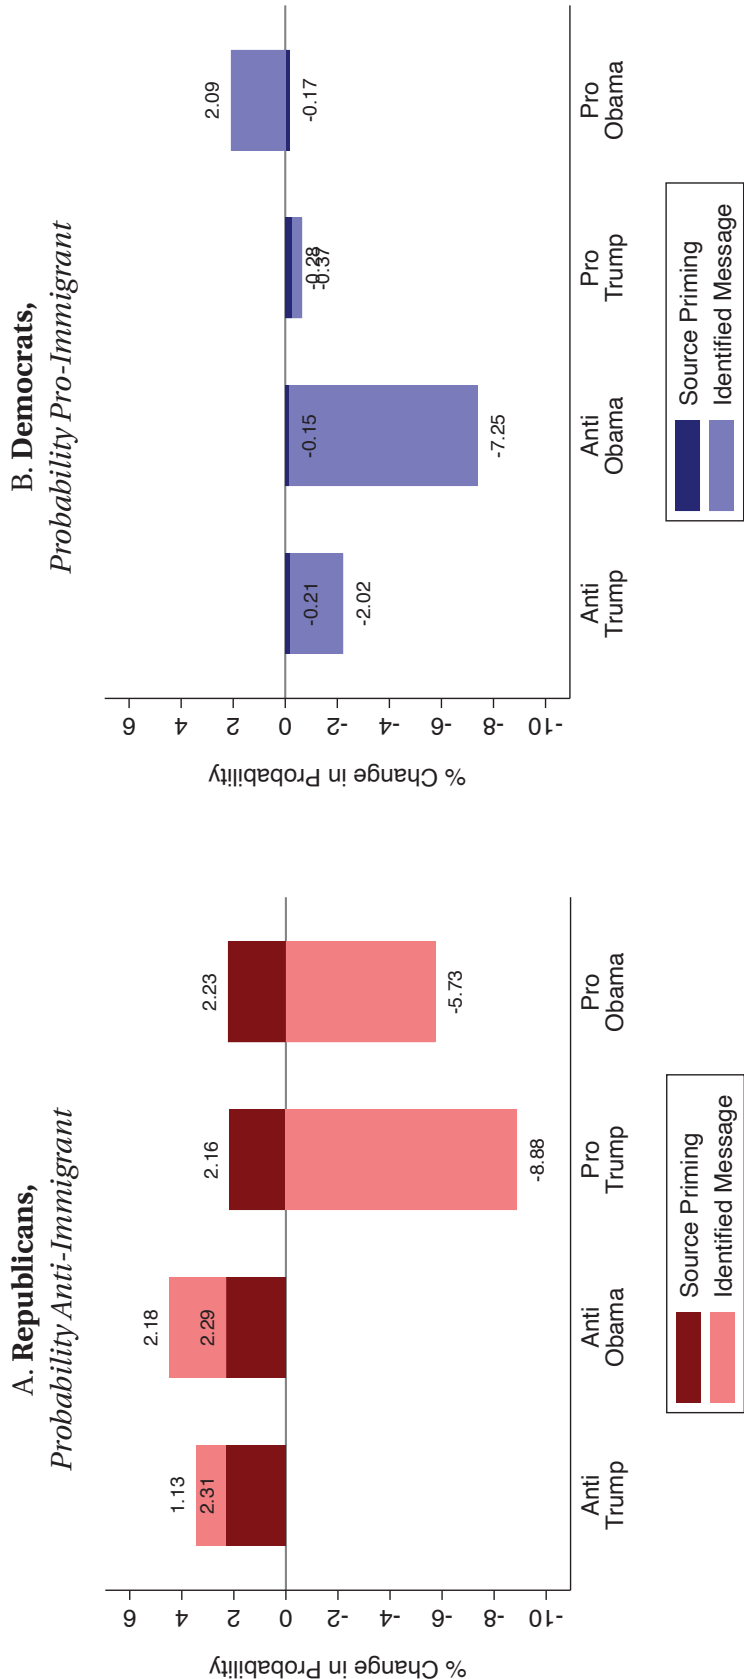 A. Republicans,
Probability Anti-Immigrant
% Change in Probability
6
4
2
0
-2
-4
-6
-8
-10
1.13
2.31
2.18
2.29
2.16
-8.88
2.23
-5.73
Anti
Trump
Anti
Obama
Pro
Trump
Pro
Obama
Source Priming
Identified Message
B. Democrats,
Probability Pro-Immigrant
% Change in Probability
6
4
2
0
-2
-4
-6
-8
-10
-0.21
-2.02
-0.15
-7.25
-0.28
-0.37
2.09
-0.17
Anti
Trump
Anti
Obama
Pro
Trump
Pro
Obama
Source Priming
Identified Message